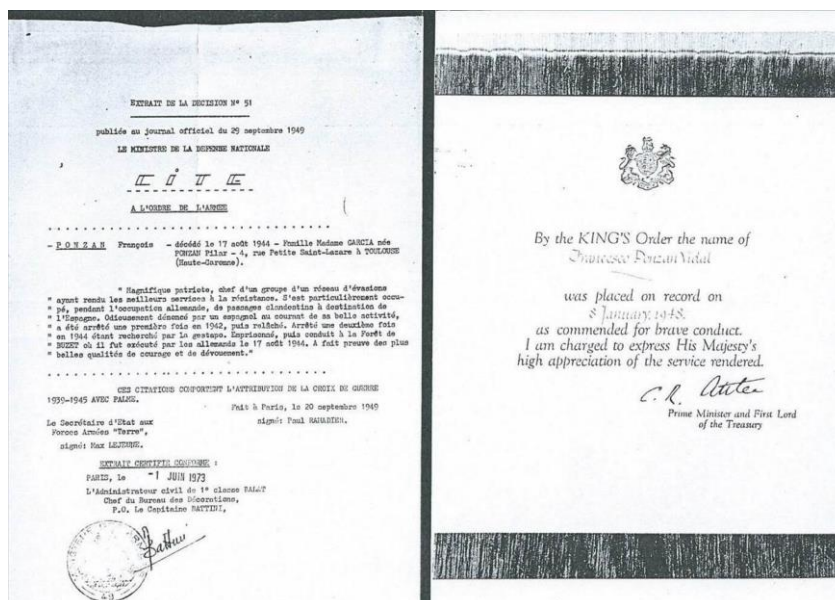 EXTRAIT DE LA DECISION N° 51
publiée au journal officiel du 29 septembre 1949
LE MINISTRE DE LA DEFENSE NATIONALE
CITE
A L'ORDRE DE L'ARMEE
- PONZAN François - décédé le 17 août 1944 - Famille Madame GARCIA née
PONZAN Pilar - 4, rue Petite Saint-Lazare à TOULOUSE
(Haute-Garonne).
" Magnifique patriote, chef d'un groupe d'un réseau d'évasions
" ayant rendu les meilleurs services à la résistance. S'est particulièrement occu-
" pé, pendant l'occupation allemande, de passages clandestins à destination de
" l'Espagne. Odieusement dénoncé par un espagnol au courant de sa belle activité,
" a été arrêté une première fois en 1942, puis relâché. Arrêté une deuxième fois
" en 1944 étant recherché par la gestapo. Emprisonné, puis conduit à la Forêt de
" BUZET où il fut exécuté par les allemands le 17 août 1944. A fait preuve des plus
" belles qualités de courage et de dévouement."
CES CITATIONS COMPORTENT L'ATTRIBUTION DE LA CROIX DE GUERRE
1939-1945 AVEC PALME.
Fait à Paris, le 20 septembre 1949
Le Secrétaire d'Etat aux
Forces Armées "Terre",
signé: Paul RAMADIER.
signé: Max LEJEUNE.
EXTRAIT CERTIFIE CONFORME :
PARIS, le -1 JUIN 1973
L'Administrateur civil de 1° classe
Chef du Bureau des Décorations,
P.O. Le Capitaine BATTINI,
Battini
By the KING'S Order the name of
Francesco Ponzan Vidal
was placed on record on
8 January, 1948.
as commended for brave conduct.
I am charged to express His Majesty's
high appreciation of the service rendered.
C. R. Attlee
Prime Minister and First Lord
of the Treasury